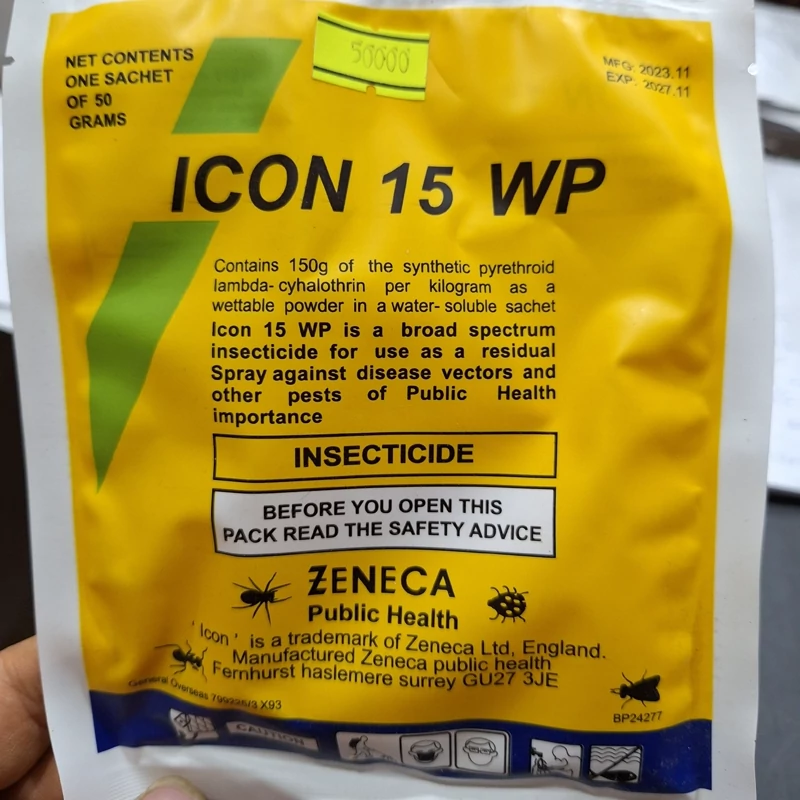 NET CONTENTS
ONE SACHET
OF 50
GRAMS
50000
MFG: 2023.11
EXP: 2027.11
ICON 15 WP
Contains 150g of the synthetic pyrethroid
lambda-cyhalothrin per kilogram as a
wettable powder in a water-soluble sachet
Icon 15 WP is a broad spectrum
insecticide for use as a residual
Spray against disease vectors and
other pests of Public Health
importance
INSECTICIDE
BEFORE YOU OPEN THIS
PACK READ THE SAFETY ADVICE
ZENECA
Public Health
'Icon' is a trademark of Zeneca Ltd, England.
Manufactured Zeneca public health
Fernhurst haslemere surrey GU27 3JE
General Overseas X93
BP24277
CAUTION